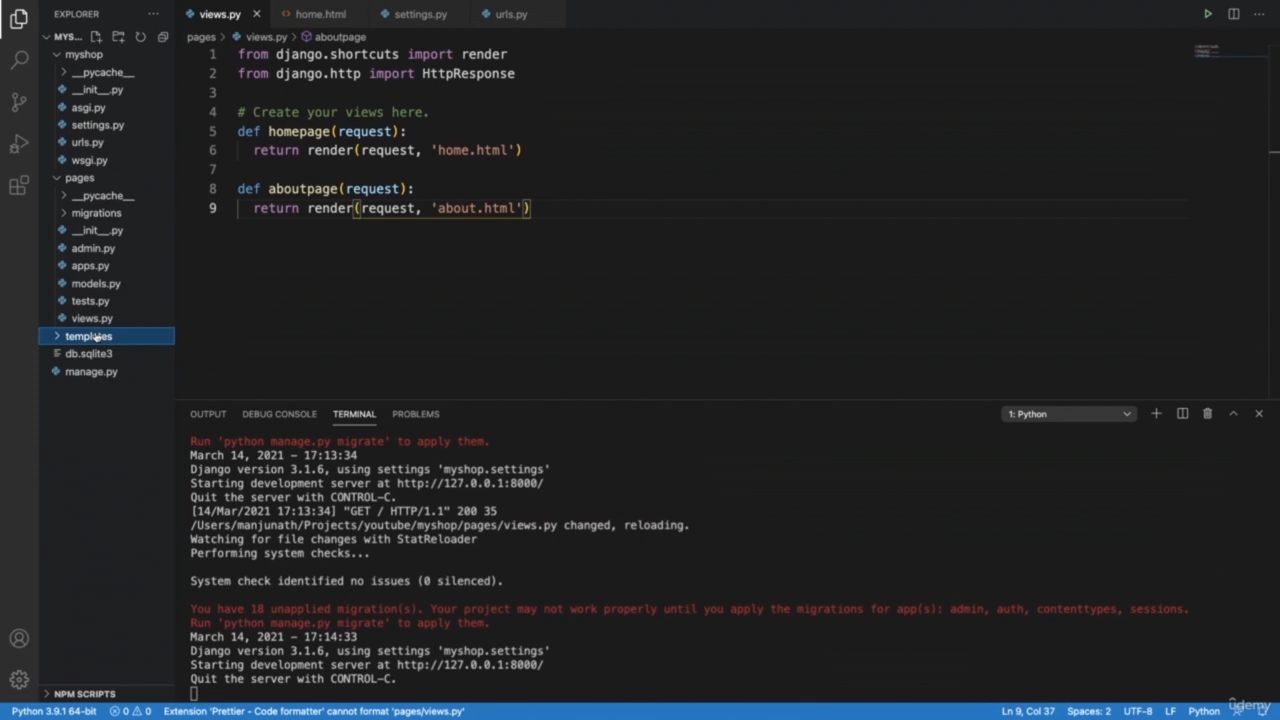 EXPLORER
views.py
home.html
settings.py
urls.py
MYS...
pages
views.py
aboutpage
myshop
__pycache__
__init__.py
asgi.py
settings.py
urls.py
wsgi.py
pages
__pycache__
migrations
__init__.py
admin.py
apps.py
models.py
tests.py
views.py
templates
db.sqlite3
manage.py
NPM SCRIPTS
1 from django.shortcuts import render
2 from django.http import HttpResponse
3
4 # Create your views here.
5 def homepage(request):
6 return render(request, 'home.html')
7
8 def aboutpage(request):
9 return render(request, 'about.html')
OUTPUT DEBUG CONSOLE TERMINAL PROBLEMS
1: Python
Run 'python manage.py migrate' to apply them.
March 14, 2021 - 17:13:34
Django version 3.1.6, using settings 'myshop.settings'
Starting development server at http://127.0.0.1:8000/
Quit the server with CONTROL-C.
[14/Mar/2021 17:13:34] "GET / HTTP/1.1" 200 35
/Users/manjunath/Projects/youtube/myshop/pages/views.py changed, reloading.
Watching for file changes with StatReloader
Performing system checks...
System check identified no issues (0 silenced).
You have 18 unapplied migration(s). Your project may not work properly until you apply the migrations for app(s): admin, auth, contenttypes, sessions.
Run 'python manage.py migrate' to apply them.
March 14, 2021 - 17:14:33
Django version 3.1.6, using settings 'myshop.settings'
Starting development server at http://127.0.0.1:8000/
Quit the server with CONTROL-C.
Python 3.9.1 64-bit 0 0 Extension 'Prettier - Code formatter' cannot format 'pages/views.py'
Ln 9, Col 37 Spaces: 2 UTF-8 LF Python
udemy